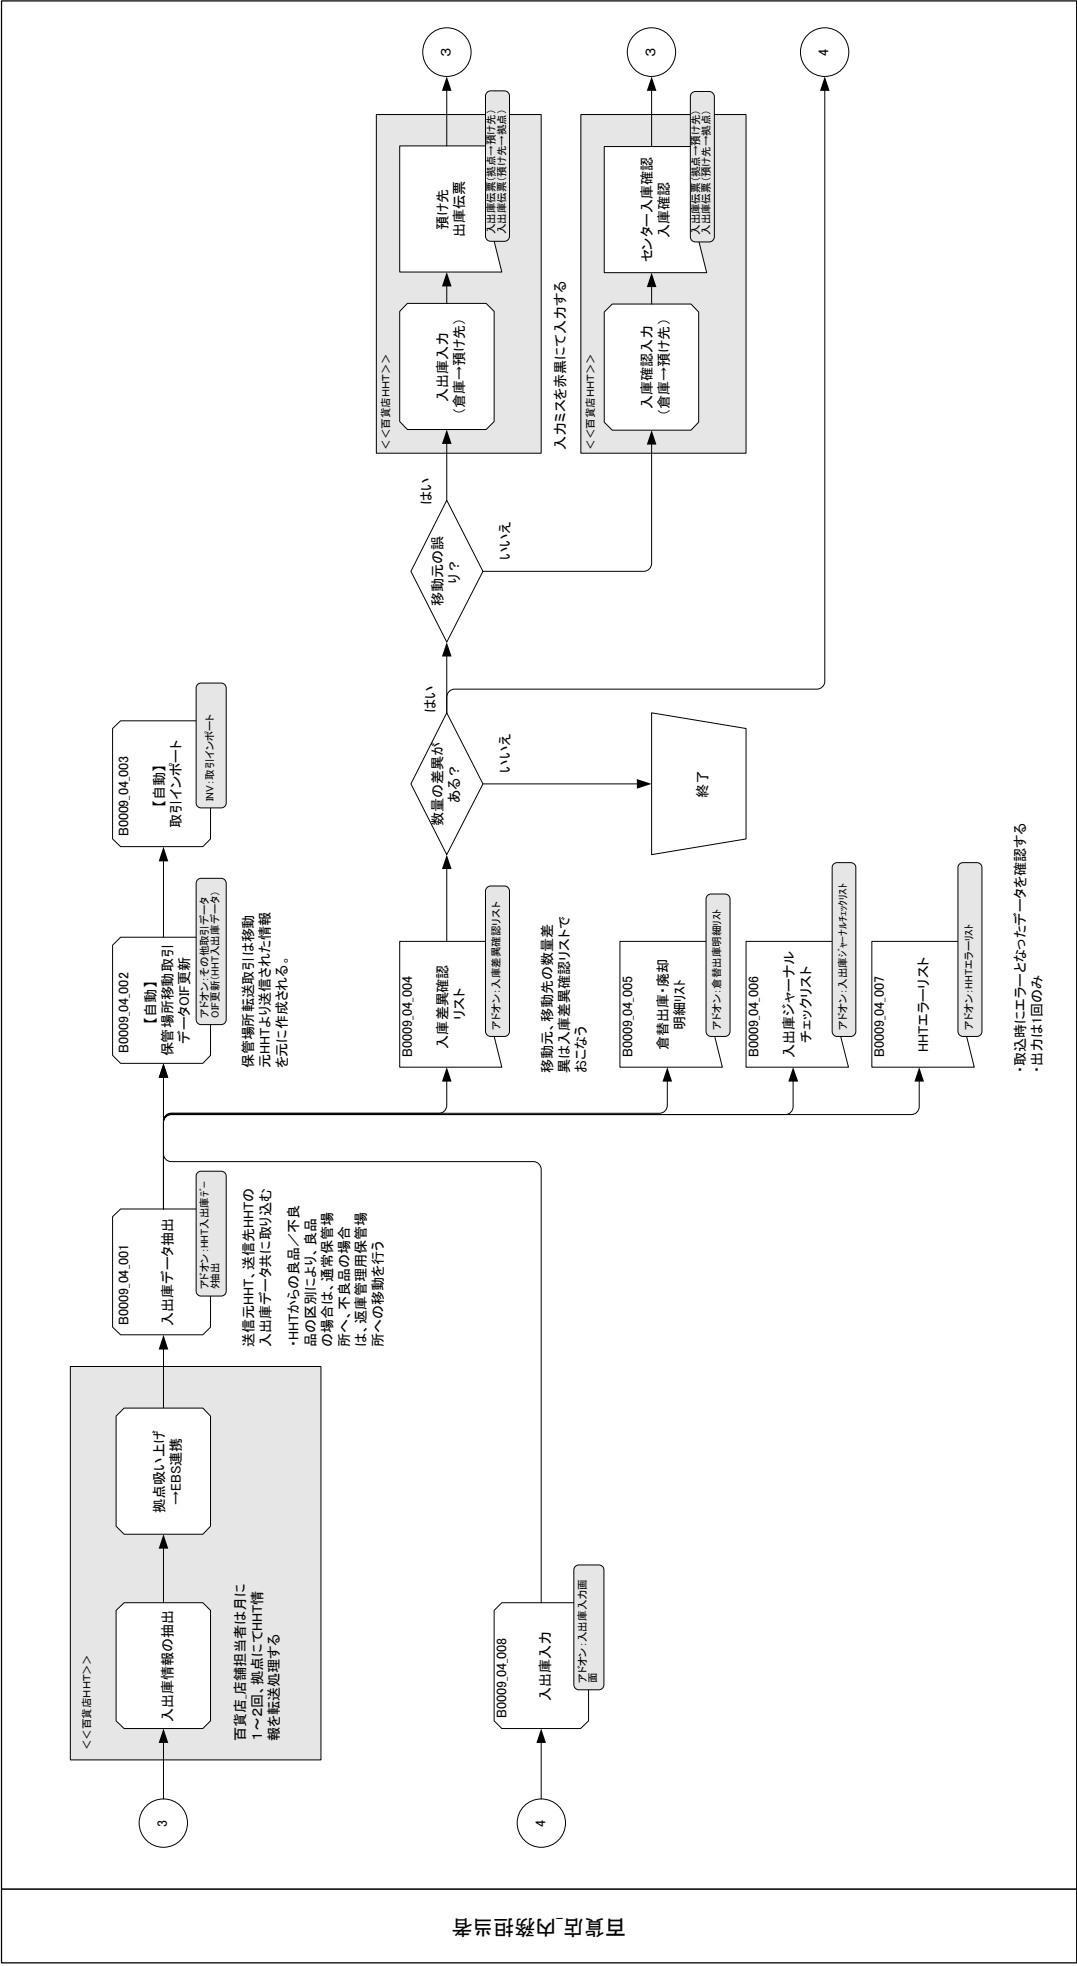 百貨店_内務担当者
3
<<百貨店HHT>>
入出庫情報の抽出
拠点吸い上げ
→EBS連携
百貨店_店舗担当者は月に
1～2回、拠点にてHHT情
報を転送処理する
B0009_04_001
入出庫データ抽出
アドオン:HHT入出庫デー
タ抽出
送信元HHT、送信先HHTの
入出庫データ共に取り込む
・HHTからの良品／不良
品の区別により、良品
の場合は、通常保管場
所へ、不良品の場合
は、返庫管理用保管場
所への移動を行う
B0009_04_002
【自動】
保管場所移動取引
データOIF更新
アドオン:その他取引データ
OIF更新(HHT入出庫データ)
保管場所転送取引は移動
元HHTより送信された情報
を元に作成される。
B0009_04_003
【自動】
取引インポート
INV:取引インポート
B0009_04_004
入庫差異確認
リスト
アドオン:入庫差異確認リスト
移動元、移動先の数量差
異は入庫差異確認リストで
おこなう
数量の差異が
ある？
はい
いいえ
終了
移動元の誤
り？
はい
いいえ
<<百貨店HHT>>
入出庫入力
（倉庫→預け先）
預け先
出庫伝票
入出庫伝票(拠点→預け先)
入出庫伝票(預け先→拠点)
3
入力ミスを赤黒にて入力する
<<百貨店HHT>>
入庫確認入力
（倉庫→預け先）
センター入庫確認
入庫確認
入出庫伝票(拠点→預け先)
入出庫伝票(預け先→拠点)
3
4
B0009_04_005
倉替出庫・廃却
明細リスト
アドオン:倉替出庫明細リスト
B0009_04_006
入出庫ジャーナル
チェックリスト
アドオン:入出庫ジャーナルチェックリスト
B0009_04_007
HHTエラーリスト
アドオン:HHTエラーリスト
・取込時にエラーとなったデータを確認する
・出力は1回のみ
4
B0009_04_008
入出庫入力
アドオン:入出庫入力画
面